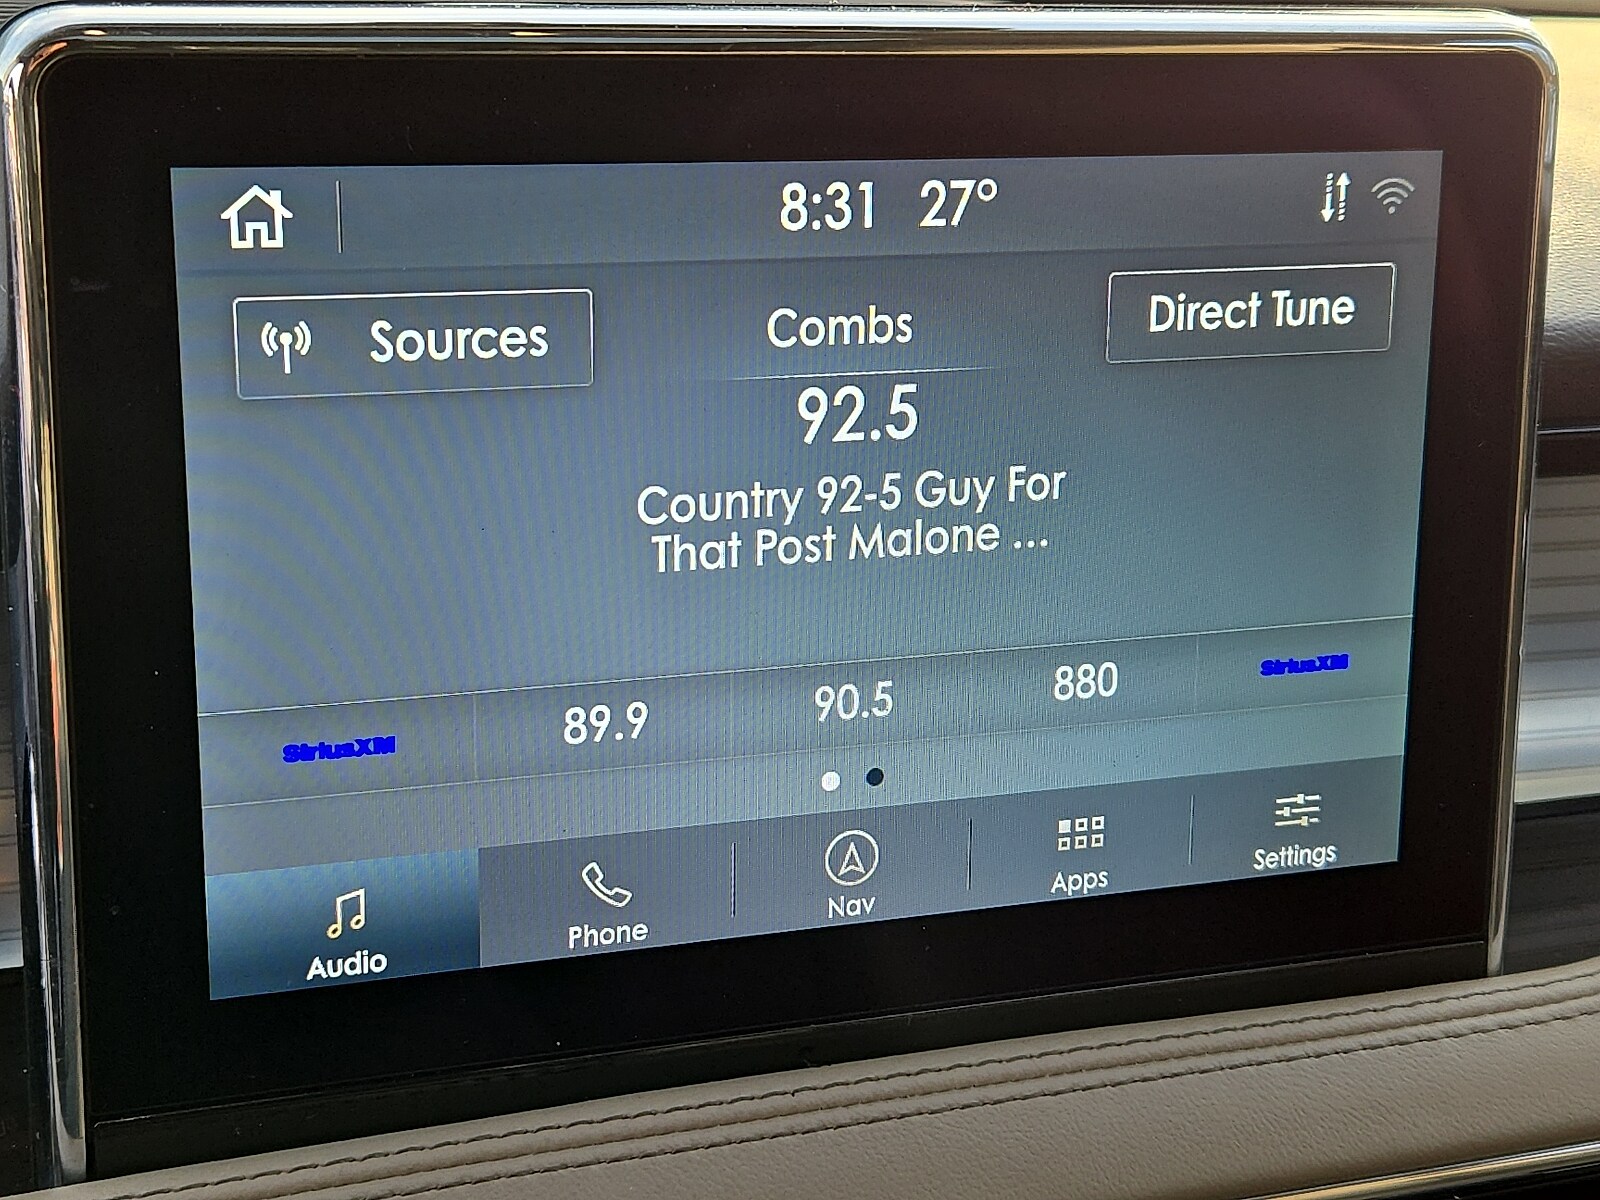 8:31 27°
Sources
Combs
Direct Tune
92.5
Country 92-5 Guy For
That Post Malone ...
SiriusXM
89.9
90.5
880
SiriusXM
Audio
Phone
Nav
Apps
Settings